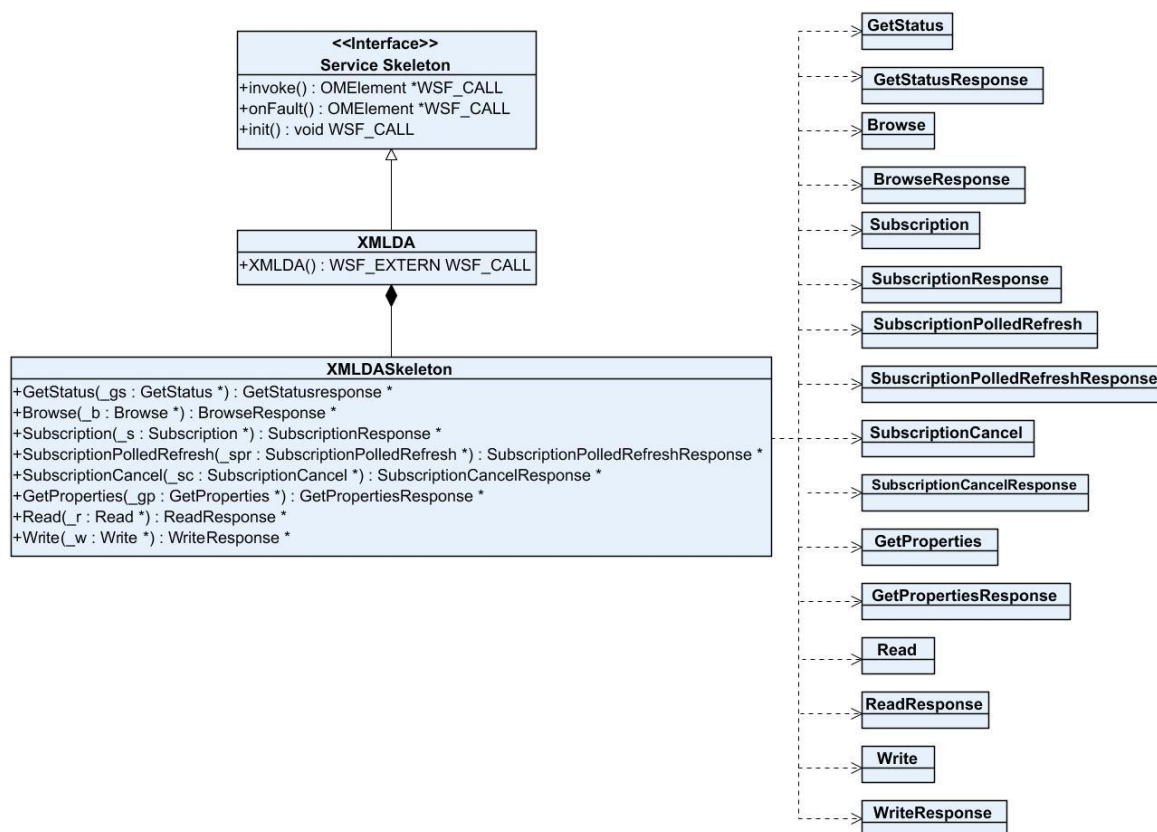 <<Interface>>
Service Skeleton
+invoke() : OMElement *WSF_CALL
+onFault() : OMElement *WSF_CALL
+init() : void WSF_CALL
XMLDA
+XMLDA() : WSF_EXTERN WSF_CALL
XMLDASkeleton
+GetStatus(_gs : GetStatus *) : GetStatusresponse *
+Browse(_b : Browse *) : BrowseResponse *
+Subscription(_s : Subscription *) : SubscriptionResponse *
+SubscriptionPolledRefresh(_spr : SubscriptionPolledRefresh *) : SubscriptionPolledRefreshResponse *
+SubscriptionCancel(_sc : SubscriptionCancel *) : SubscriptionCancelResponse *
+GetProperties(_gp : GetProperties *) : GetPropertiesResponse *
+Read(_r : Read *) : ReadResponse *
+Write(_w : Write *) : WriteResponse *
GetStatus
GetStatusResponse
Browse
BrowseResponse
Subscription
SubscriptionResponse
SubscriptionPolledRefresh
SbuscriptionPolledRefreshResponse
SubscriptionCancel
SubscriptionCancelResponse
GetProperties
GetPropertiesResponse
Read
ReadResponse
Write
WriteResponse